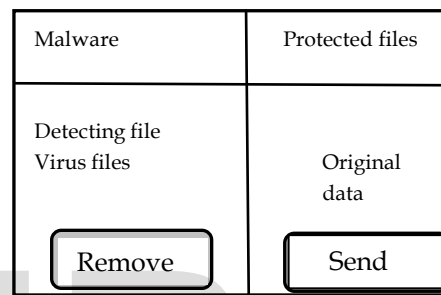 Malware
Protected files
Detecting file
Virus files
Original
data
Remove
Send